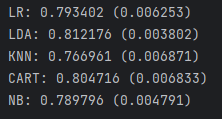 LR: 0.793402 (0.006253)
LDA: 0.812176 (0.003802)
KNN: 0.766961 (0.006871)
CART: 0.804716 (0.006833)
NB: 0.789796 (0.004791)